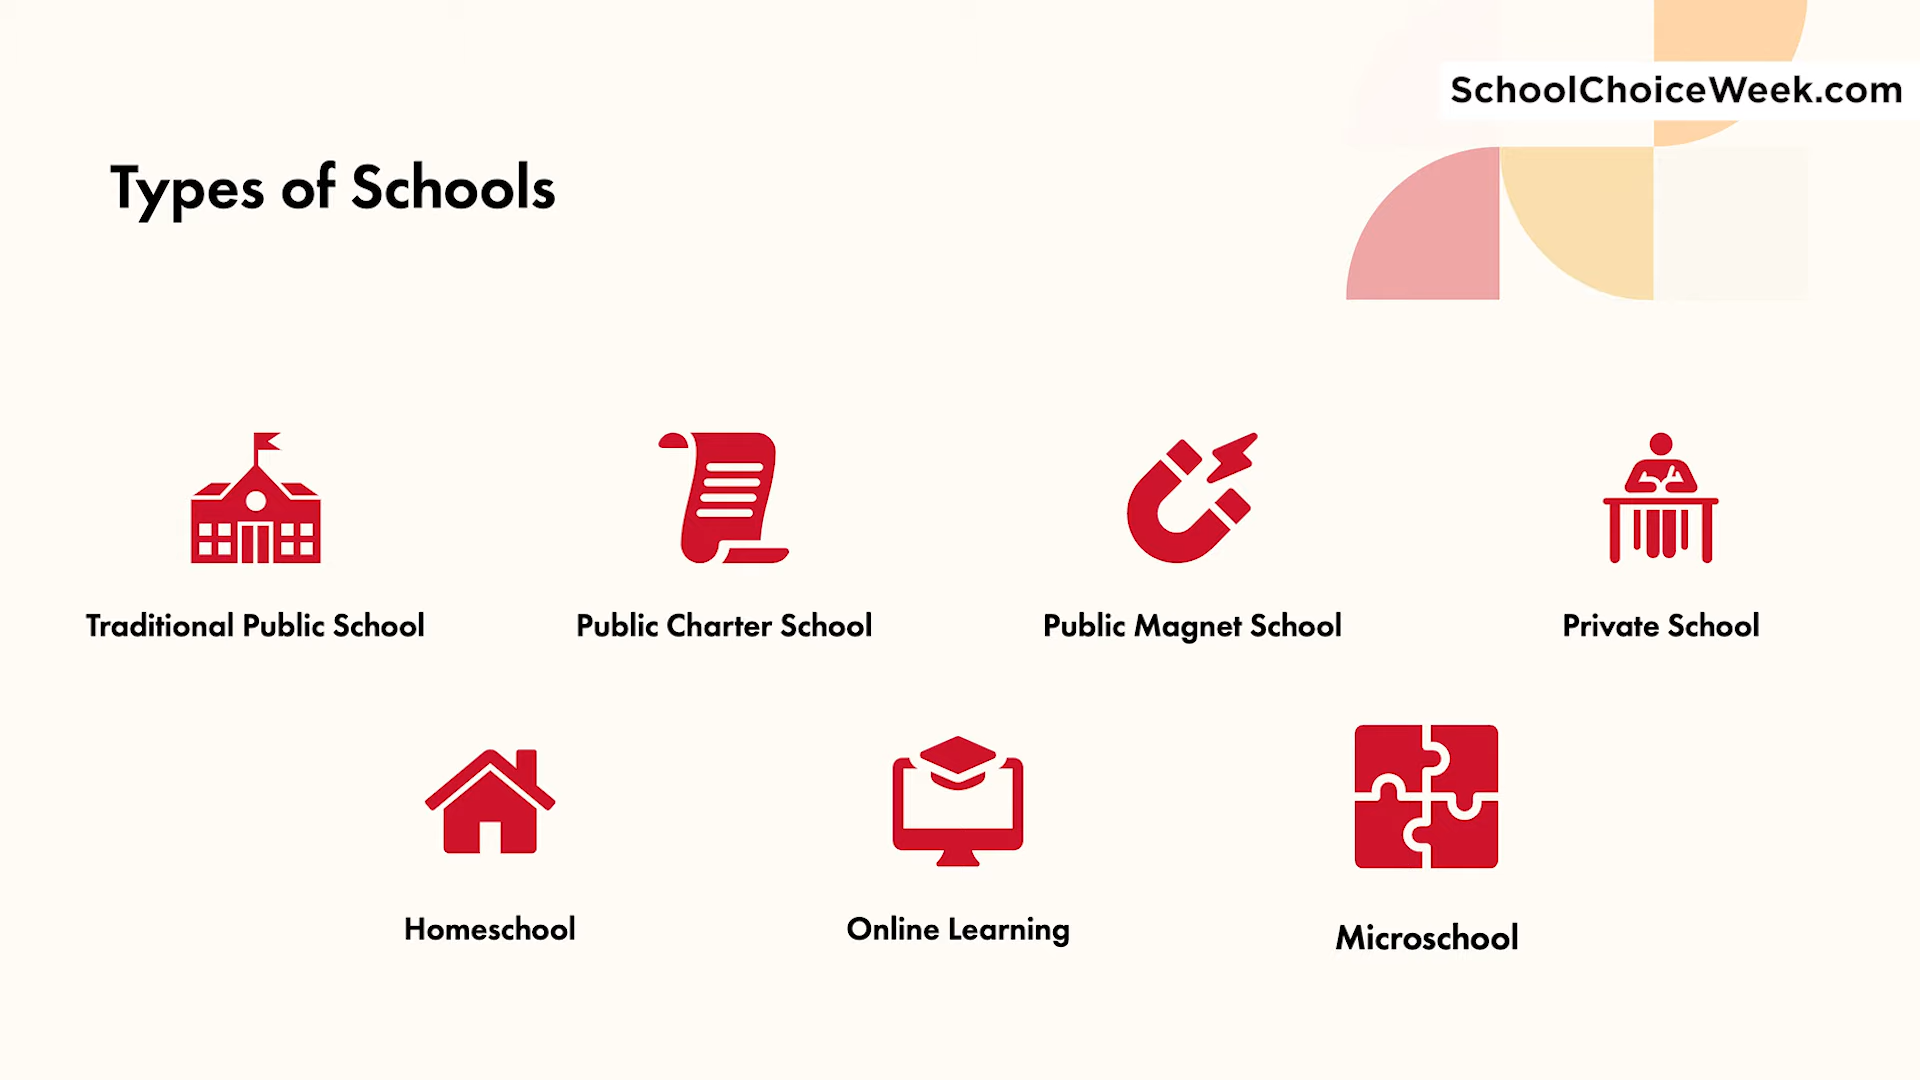 SchoolChoiceWeek.com
Types of Schools
Traditional Public School
Public Charter School
Public Magnet School
Private School
Homeschool
Online Learning
Microschool